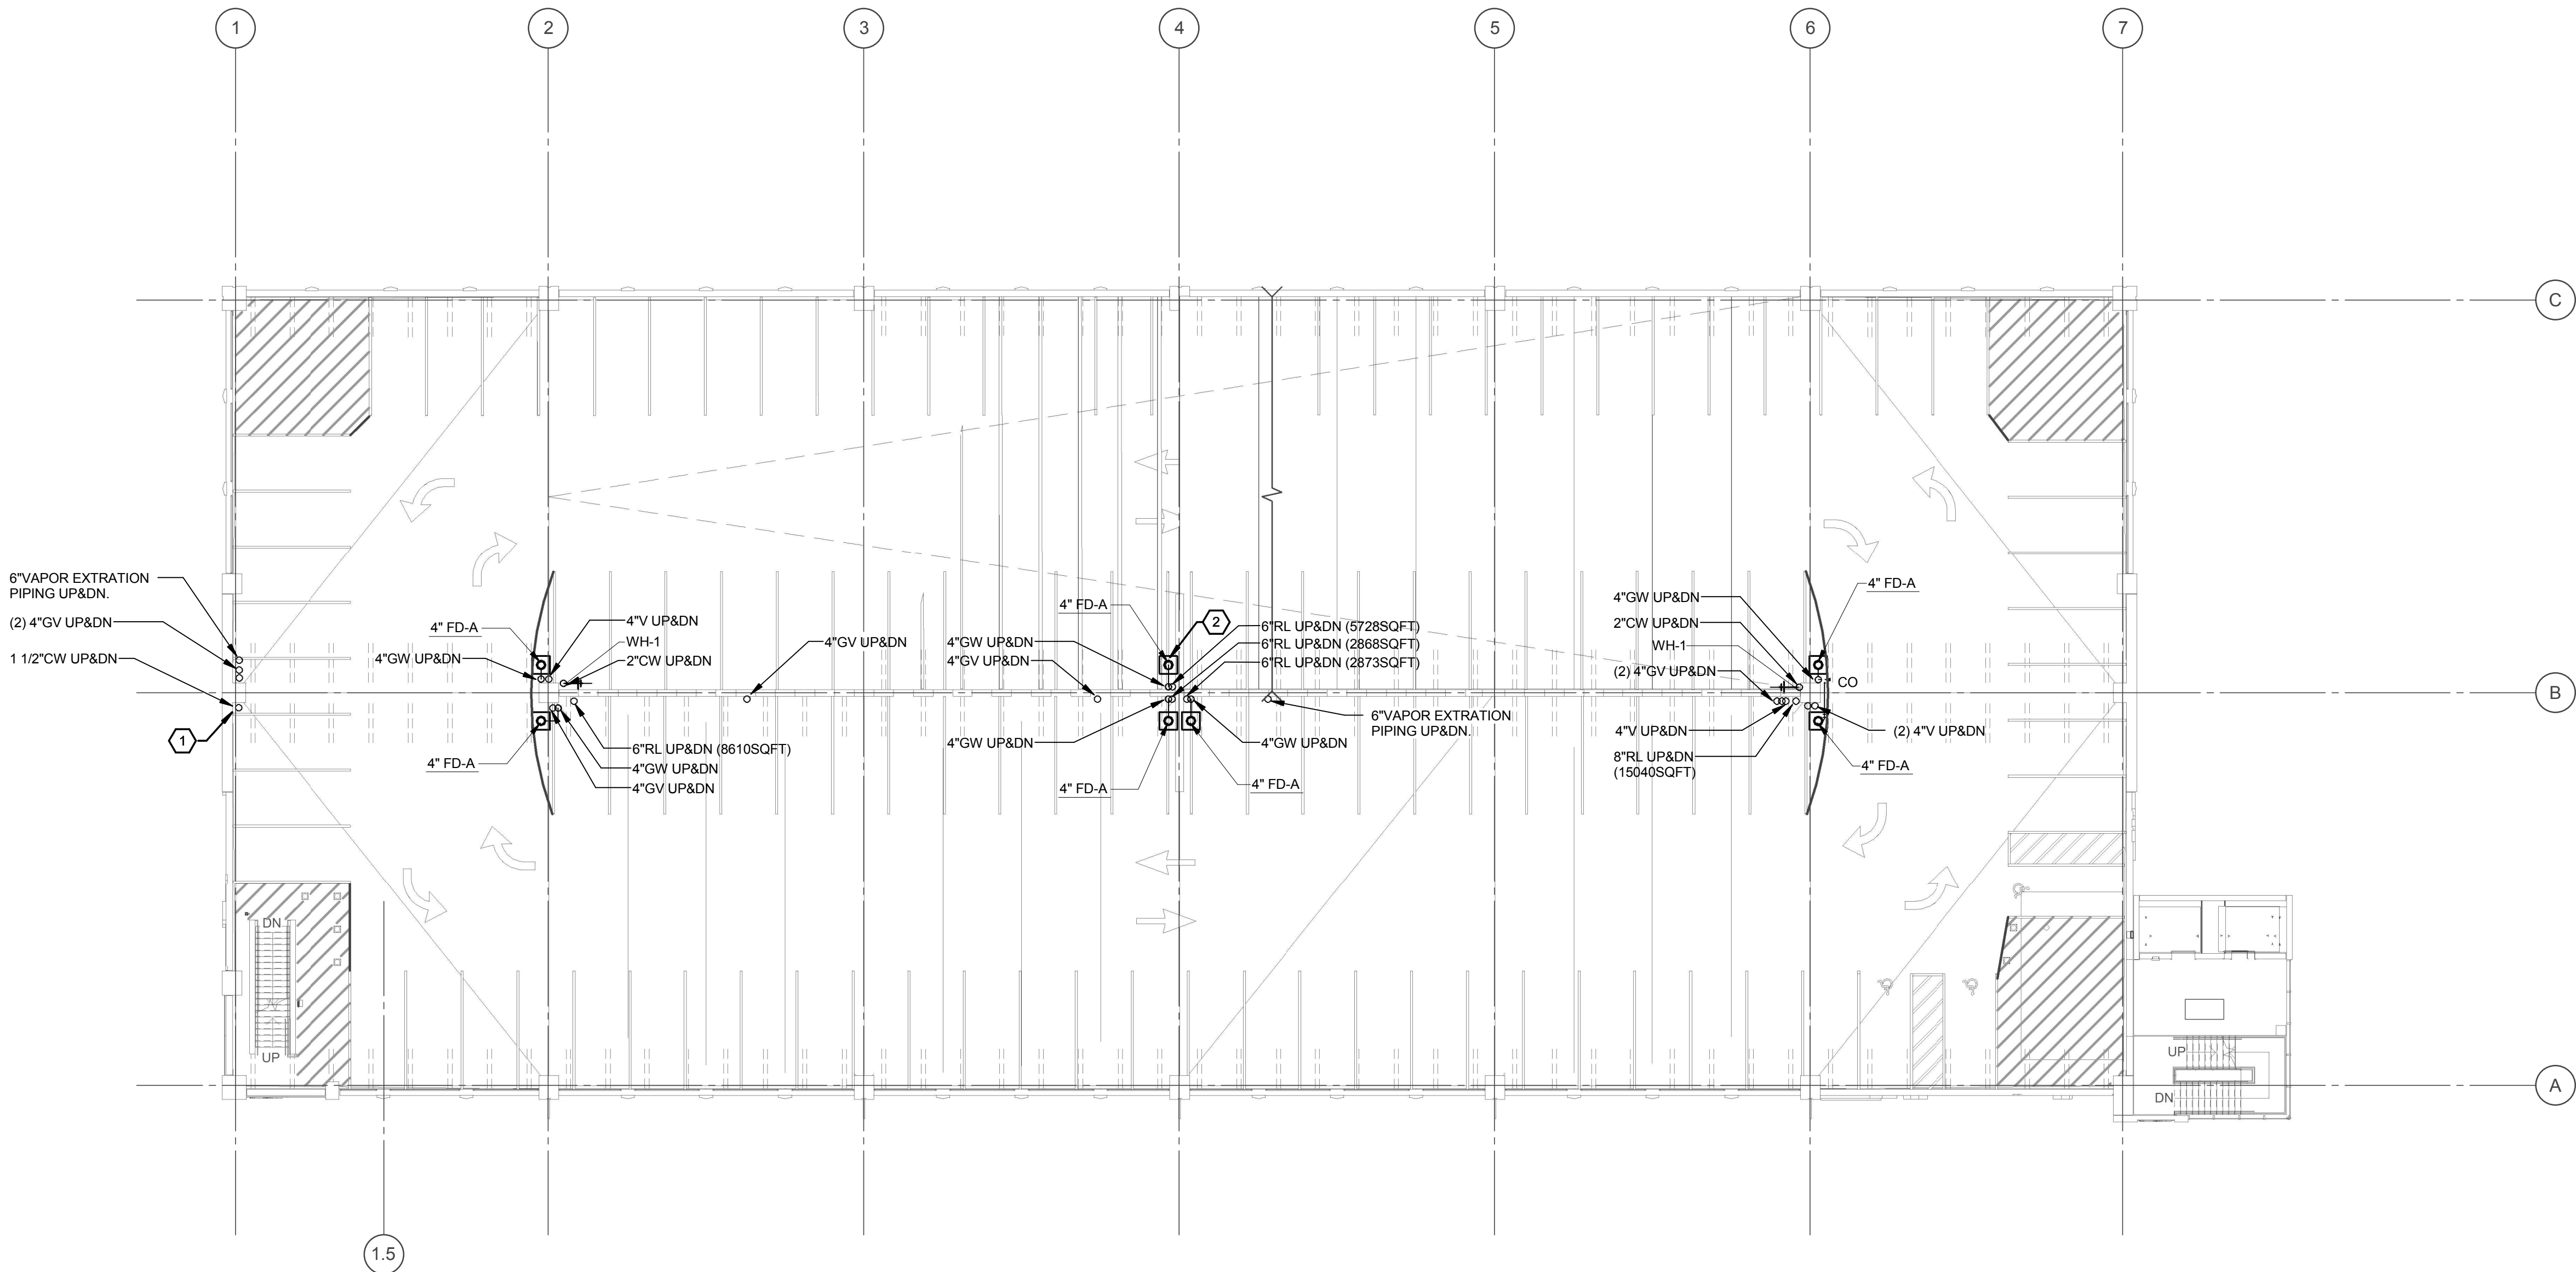 1
2
3
4
5
6
7
C
4" FD-A
4" FD-A
6"VAPOR EXTRATION
PIPING UP&DN.
4"GW UP&DN
2
4"V UP&DN
6"RL UP&DN (5728SQFT)
(2) 4"GV UP&DN
2"CW UP&DN
4" FD-A
WH-1
4"GV UP&DN
4"GW UP&DN
6"RL UP&DN (2868SQFT)
WH-1
1 1/2"CW UP&DN
4"GW UP&DN
2"CW UP&DN
4"GV UP&DN
6"RL UP&DN (2873SQFT)
(2) 4"GV UP&DN
CO
B
6"VAPOR EXTRATION
PIPING UP&DN.
4"V UP&DN
(2) 4"V UP&DN
1
4"GW UP&DN
4"GW UP&DN
6"RL UP&DN (8610SQFT)
8"RL UP&DN
(15040SQFT)
4" FD-A
4"GW UP&DN
4" FD-A
4"GV UP&DN
4" FD-A
4" FD-A
DN
UP
UP
DN
A
1.5